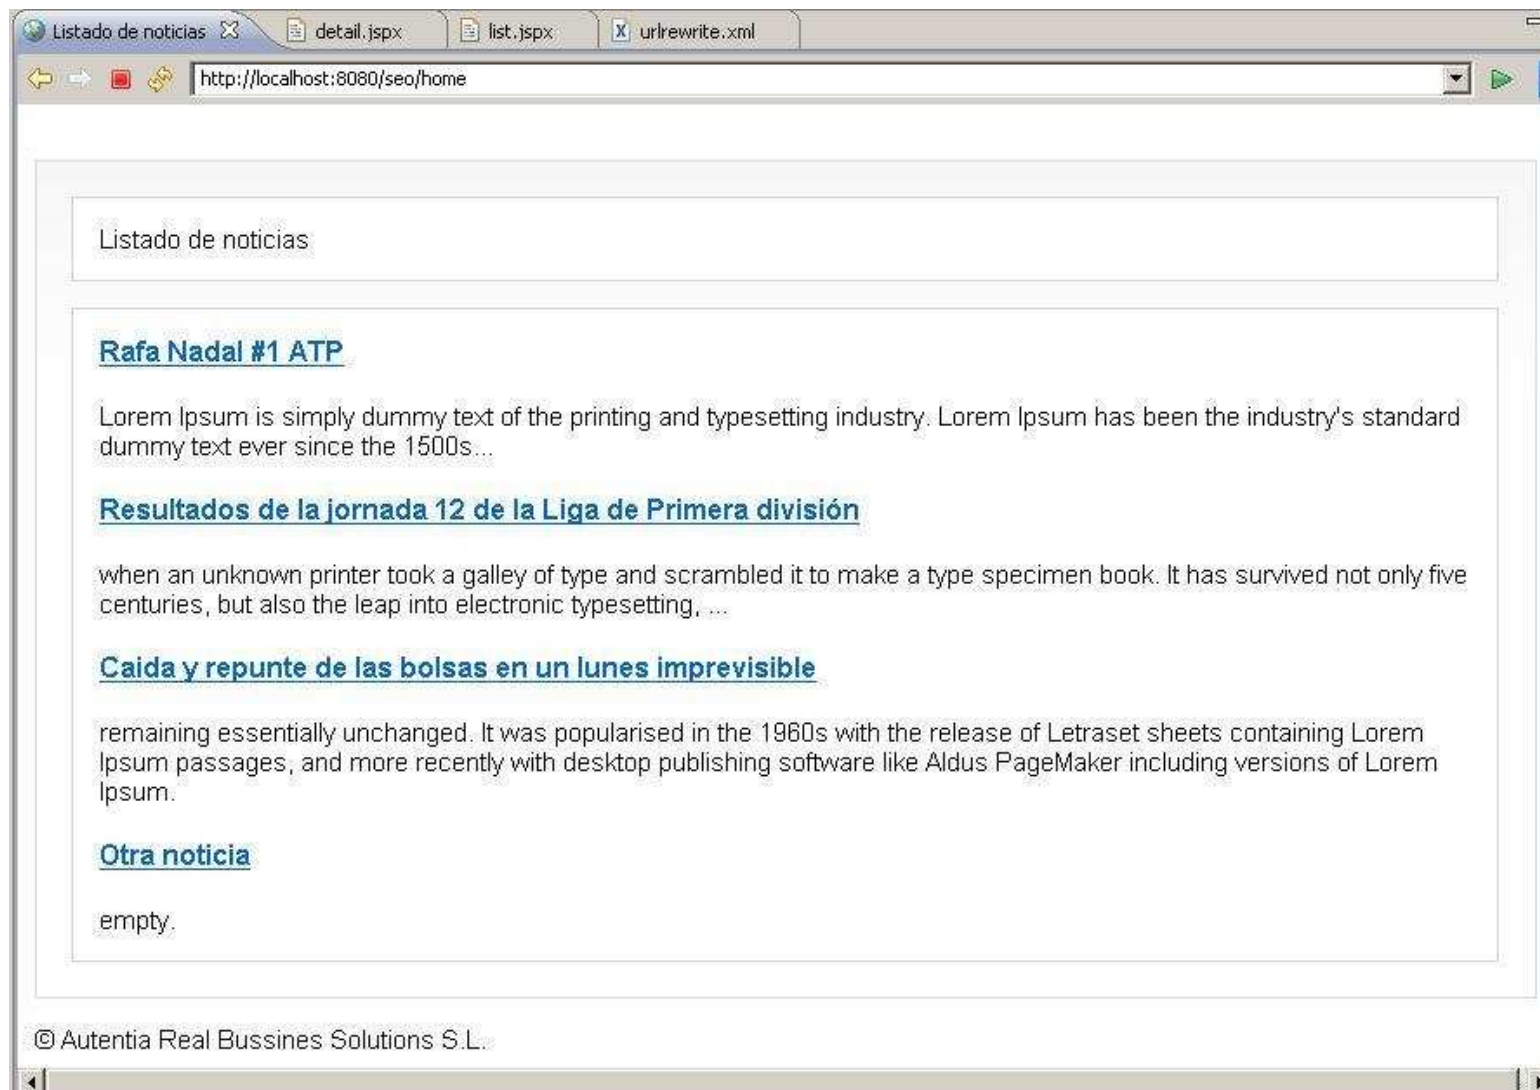 Listado de noticias
detail.jspx
list.jspx
urlrewrite.xml
http://localhost:8080/seo/home
Listado de noticias
Rafa Nadal #1 ATP
Lorem Ipsum is simply dummy text of the printing and typesetting industry. Lorem Ipsum has been the industry's standard
dummy text ever since the 1500s...
Resultados de la jornada 12 de la Liga de Primera división
when an unknown printer took a galley of type and scrambled it to make a type specimen book. It has survived not only five
centuries, but also the leap into electronic typesetting, ...
Caida y repunte de las bolsas en un lunes imprevisible
remaining essentially unchanged. It was popularised in the 1960s with the release of Letraset sheets containing Lorem
Ipsum passages, and more recently with desktop publishing software like Aldus PageMaker including versions of Lorem
Ipsum.
Otra noticia
empty.
© Autentia Real Bussines Solutions S.L.